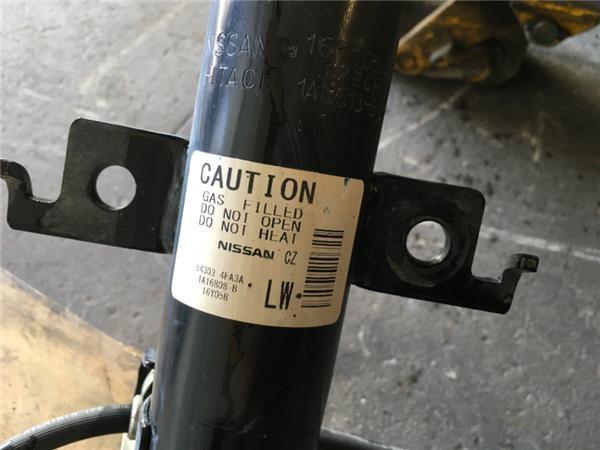 NISSAN
HITACHI
CAUTION
GAS FILLED
DO NOT OPEN
DO NOT HEAT
NISSAN CZ
54303 4EA3A
1A16808-B
16Y05B
LW